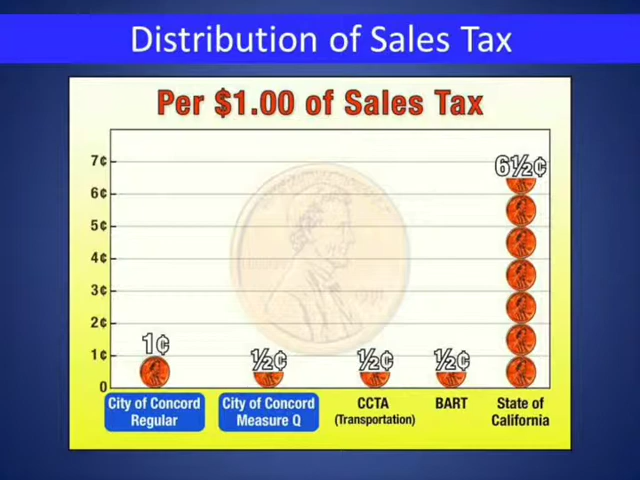 Distribution of Sales Tax
Per $1.00 of Sales Tax
7¢
6¢
5¢
4¢
3¢
2¢
1¢
0
1¢
½¢
½¢
½¢
6½¢
City of Concord
Regular
City of Concord
Measure Q
CCTA
(Transportation)
BART
State of
California